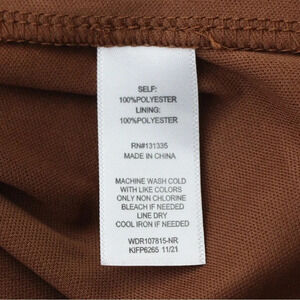 SELF:
100%POLYESTER
LINING:
100%POLYESTER
RN#131335
MADE IN CHINA
MACHINE WASH COLD
WITH LIKE COLORS
ONLY NON CHLORINE
BLEACH IF NEEDED
LINE DRY
COOL IRON IF NEEDED
WDR107815-NR
KIFP6265 11/21